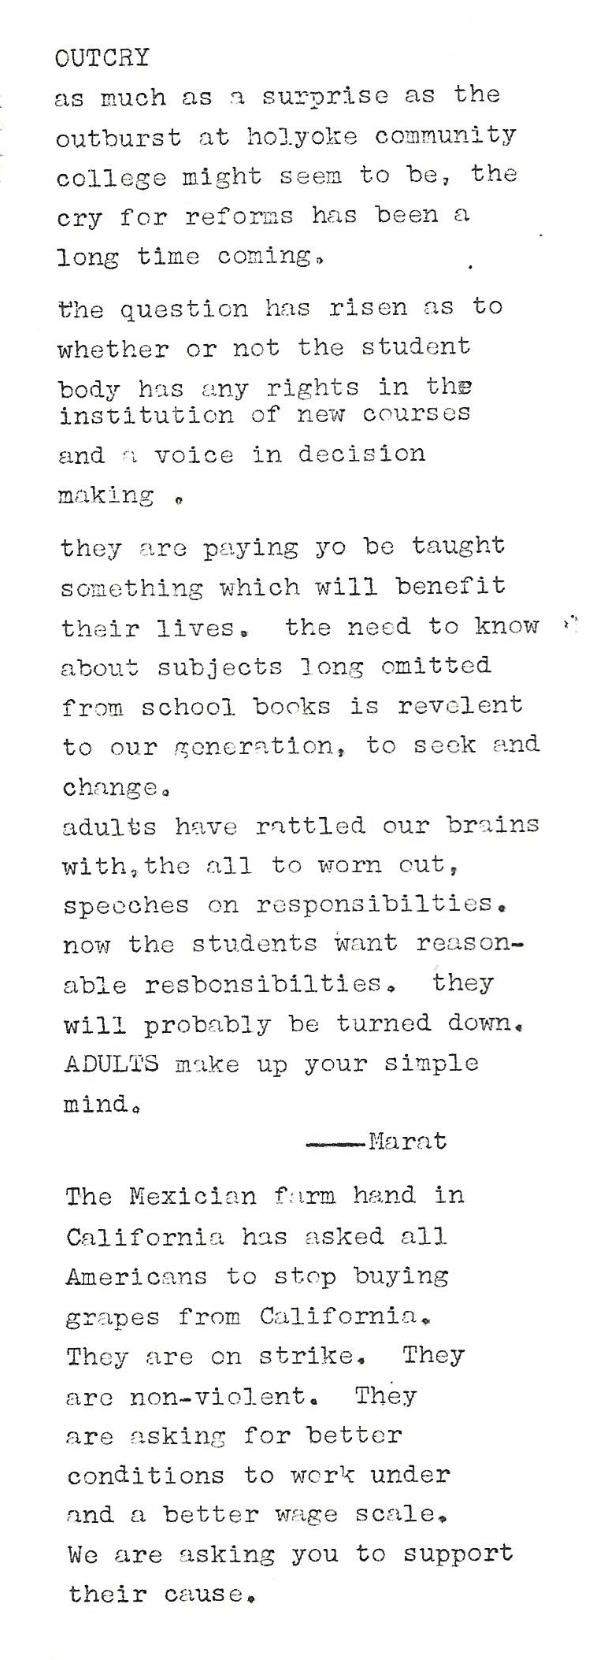 OUTCRY
as much as a surprise as the
outburst at holyoke community
college might seem to be, the
cry for reforms has been a
long time coming.
the question has risen as to
whether or not the student
body has any rights in the
institution of new courses
and a voice in decision
making .
they are paying yo be taught
something which will benefit
their lives.  the need to know
about subjects long omitted
from school books is revelent
to our generation, to seek and
change.
adults have rattled our brains
with,the all to worn out,
speeches on responsibilties.
now the students want reason-
able resbonsibilties.  they
will probably be turned down.
ADULTS make up your simple
mind.
——Marat
The Mexician farm hand in
California has asked all
Americans to stop buying
grapes from California.
They are on strike.  They
are non-violent.  They
are asking for better
conditions to work under
and a better wage scale.
We are asking you to support
their cause.